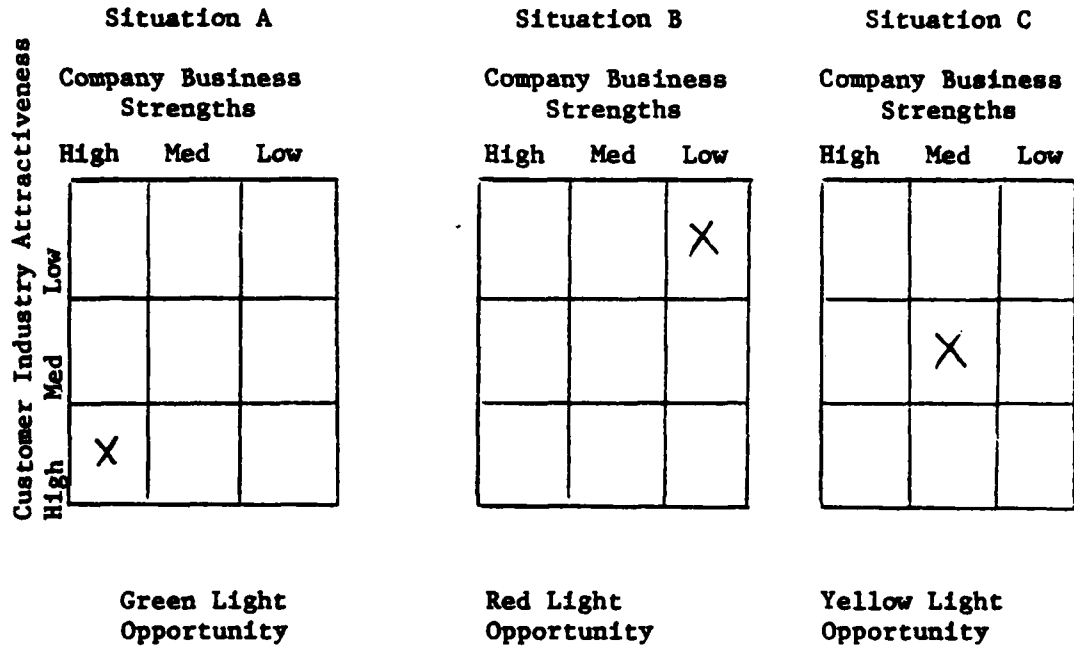 Situation A
Situation B
Situation C
Company Business
Strengths
Company Business
Strengths
Company Business
Strengths
High Med Low
High Med Low
High Med Low
Customer Industry Attractiveness
Low
Med
High
X
X
X
Green Light
Opportunity
Red Light
Opportunity
Yellow Light
Opportunity